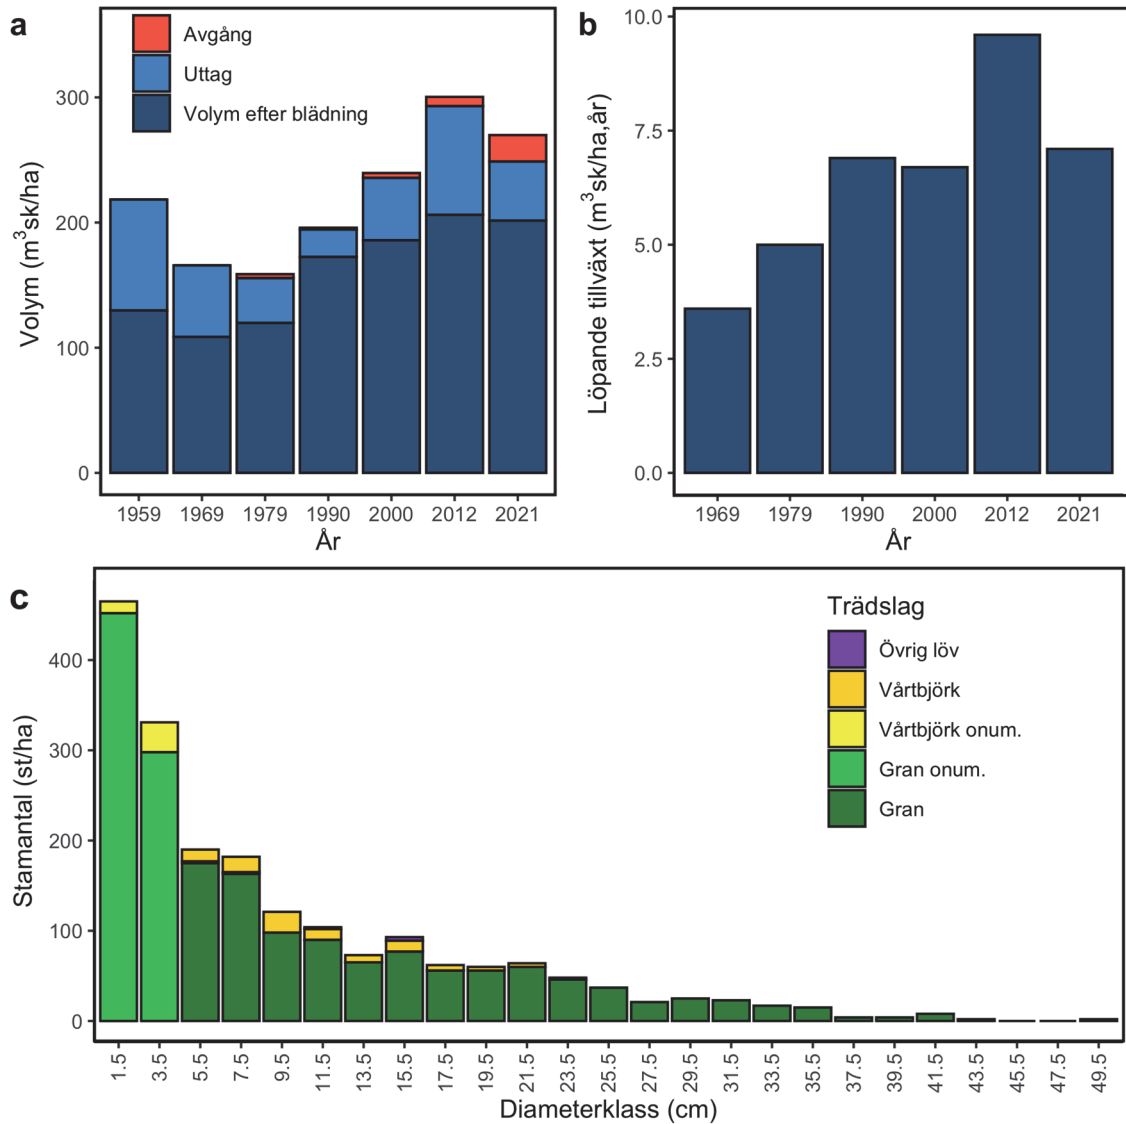 a
Avgång
Uttag
Volym efter blädning
Volym (m³sk/ha)
300
200
100
0
1959 1969 1979 1990 2000 2012 2021
År
b
Löpande tillväxt (m³sk/ha,år)
10.0
7.5
5.0
2.5
0.0
1969 1979 1990 2000 2012 2021
År
c
Trädslag
Övrig löv
Vårtbjörk
Vårtbjörk onum.
Gran onum.
Gran
Stamantal (st/ha)
400
300
200
100
0
1.5 3.5 5.5 7.5 9.5 11.5 13.5 15.5 17.5 19.5 21.5 23.5 25.5 27.5 29.5 31.5 33.5 35.5 37.5 39.5 41.5 43.5 45.5 47.5 49.5
Diameterklass (cm)